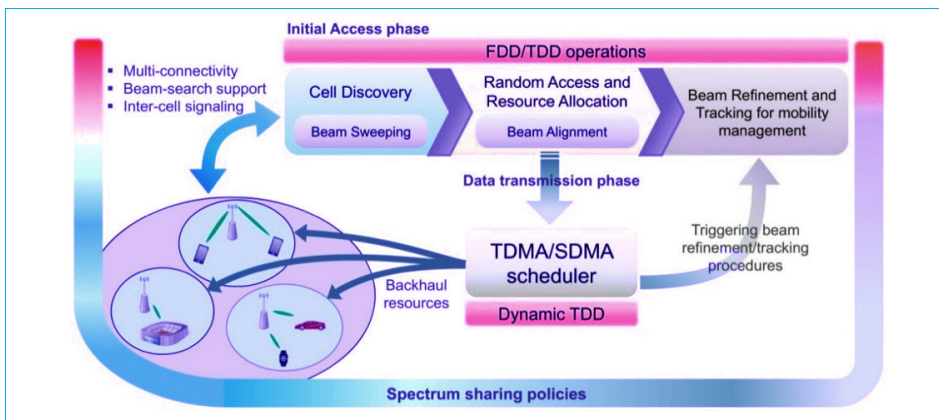 Initial Access phase
FDD/TDD operations
▪ Multi-connectivity
▪ Beam-search support
▪ Inter-cell signaling
Cell Discovery
Beam Sweeping
Random Access and
Resource Allocation
Beam Alignment
Beam Refinement and
Tracking for mobility
management
Data transmission phase
TDMA/SDMA
scheduler
Dynamic TDD
Triggering beam
refinement/tracking
procedures
Backhaul
resources
Spectrum sharing policies